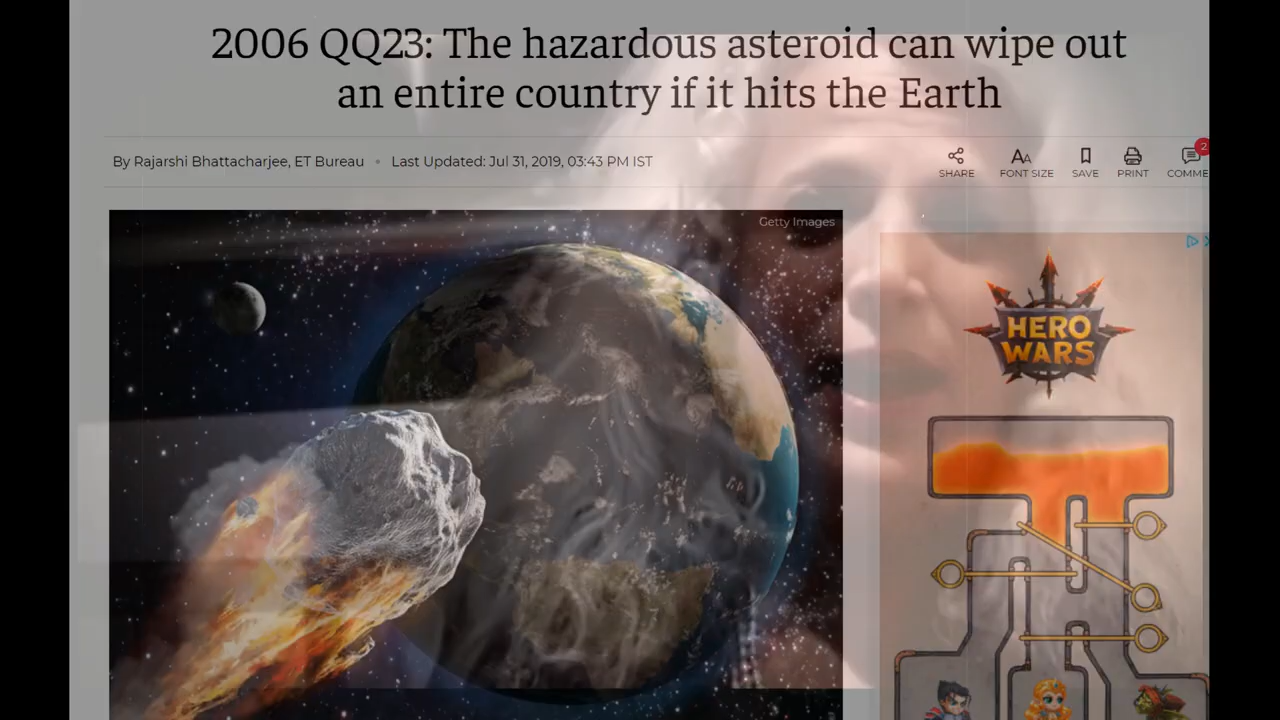 2006 QQ23: The hazardous asteroid can wipe out
an entire country if it hits the Earth
By Rajarshi Bhattacharjee, ET Bureau • Last Updated: Jul 31, 2019, 03:43 PM IST
2
SHARE FONT SIZE SAVE PRINT COMME
Getty Images
HERO
WARS